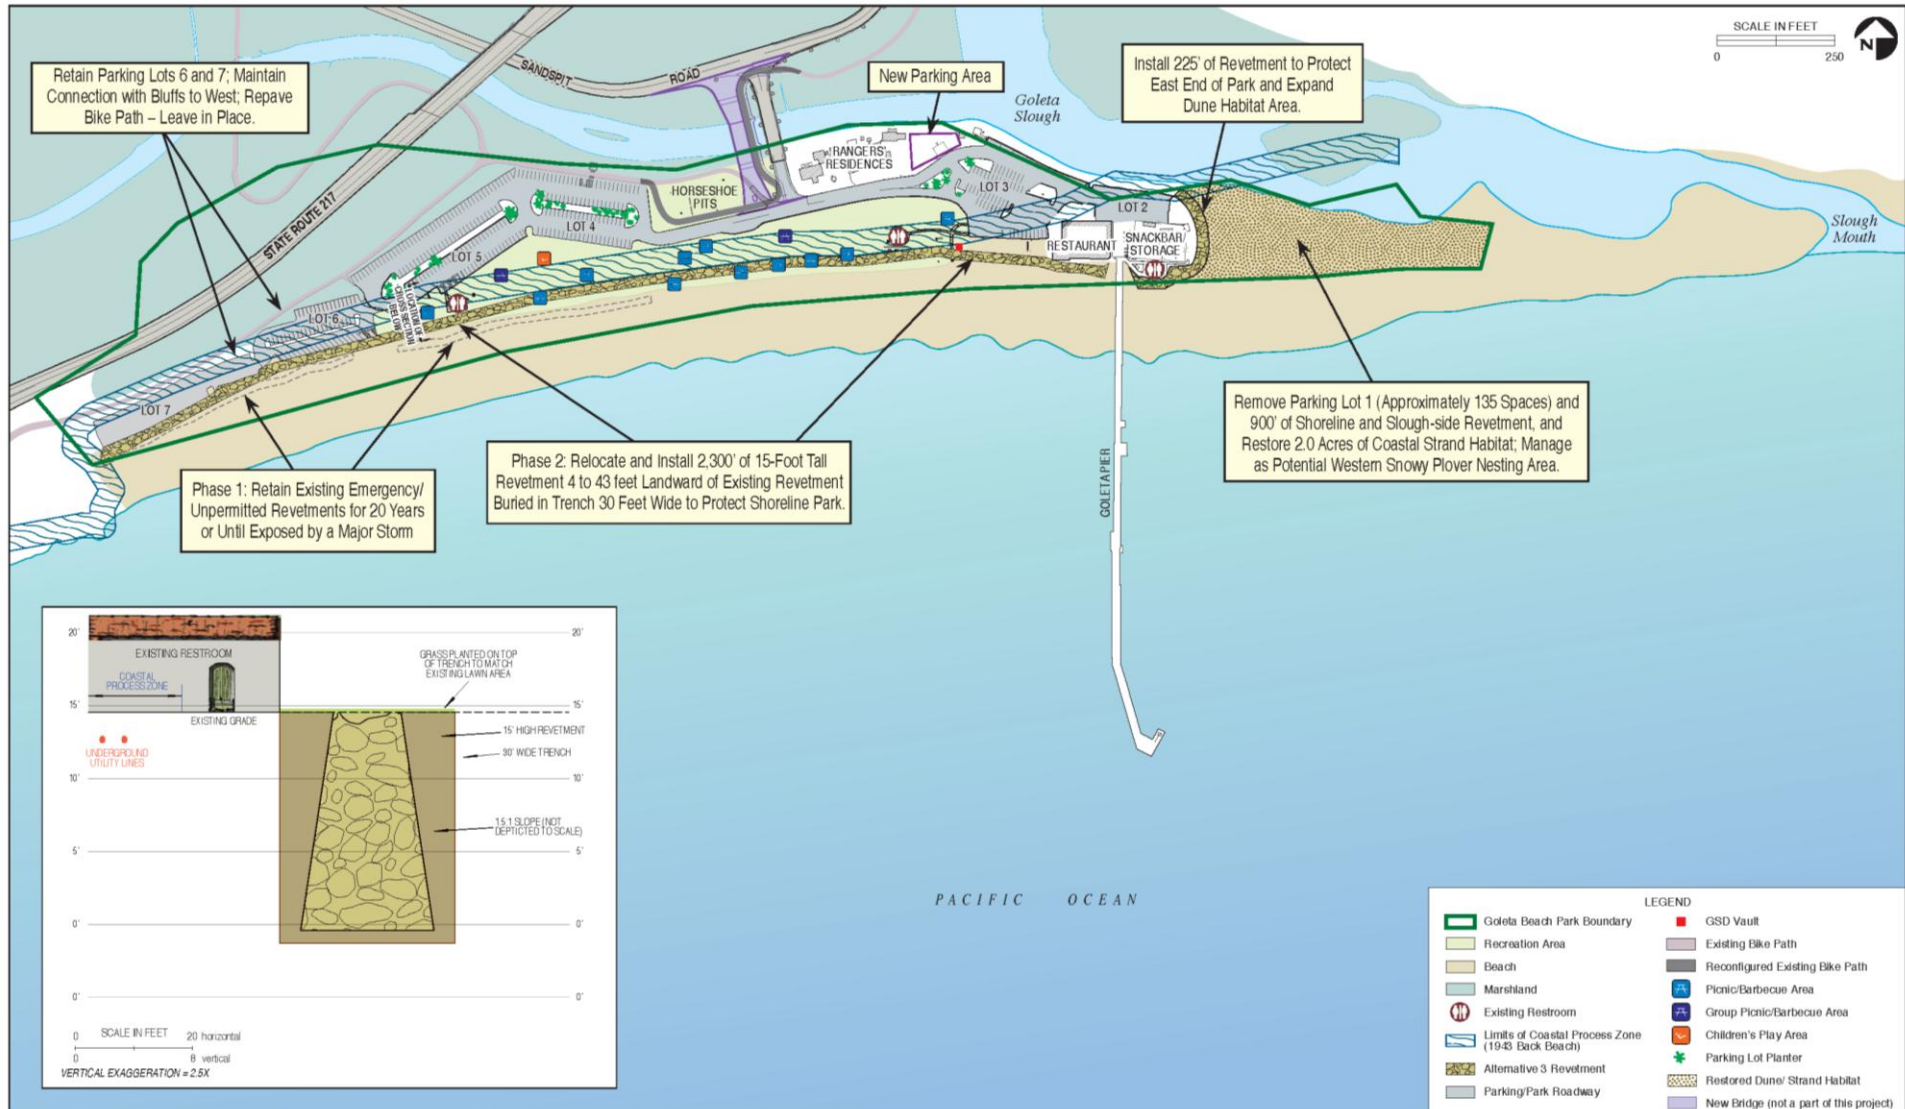 SCALE IN FEET
0 250
N
Retain Parking Lots 6 and 7; Maintain
Connection with Bluffs to West; Repave
Bike Path – Leave in Place.
SANDSPIT
ROAD
New Parking Area
Goleta
Slough
Install 225' of Revetment to Protect
East End of Park and Expand
Dune Habitat Area.
STATE ROUTE 217
RANGERS'
RESIDENCES
HORSESHOE
PITS
LOT 3
LOT 2
LOT 4
LOT 5
LOT 6
LOT 7
RESTAURANT
SNACKBAR/
STORAGE
Slough
Mouth
LOCATION OF
CROSS SECTION
BELOW
Phase 1: Retain Existing Emergency/
Unpermitted Revetments for 20 Years
or Until Exposed by a Major Storm
Phase 2: Relocate and Install 2,300' of 15-Foot Tall
Revetment 4 to 43 feet Landward of Existing Revetment
Buried in Trench 30 Feet Wide to Protect Shoreline Park.
Remove Parking Lot 1 (Approximately 135 Spaces) and
900' of Shoreline and Slough-side Revetment, and
Restore 2.0 Acres of Coastal Strand Habitat; Manage
as Potential Western Snowy Plover Nesting Area.
GOLETA PIER
PACIFIC OCEAN
20' 20'
EXISTING RESTROOM
COASTAL
PROCESS ZONE
GRASS PLANTED ON TOP
OF TRENCH TO MATCH
EXISTING LAWN AREA
15' 15'
EXISTING GRADE
15' HIGH REVETMENT
30' WIDE TRENCH
UNDERGROUND
UTILITY LINES
10' 10'
1.5:1 SLOPE (NOT
DEPTICTED TO SCALE)
5' 5'
0' 0'
0' 0'
SCALE IN FEET
0 20 horizontal
0 8 vertical
VERTICAL EXAGGERATION = 2.5X
LEGEND
Goleta Beach Park Boundary
Recreation Area
Beach
Marshland
Existing Restroom
Limits of Coastal Process Zone
(1943 Back Beach)
Alternative 3 Revetment
Parking/Park Roadway
GSD Vault
Existing Bike Path
Reconfigured Existing Bike Path
Picnic/Barbecue Area
Group Picnic/Barbecue Area
Children's Play Area
Parking Lot Planter
Restored Dune/ Strand Habitat
New Bridge (not a part of this project)